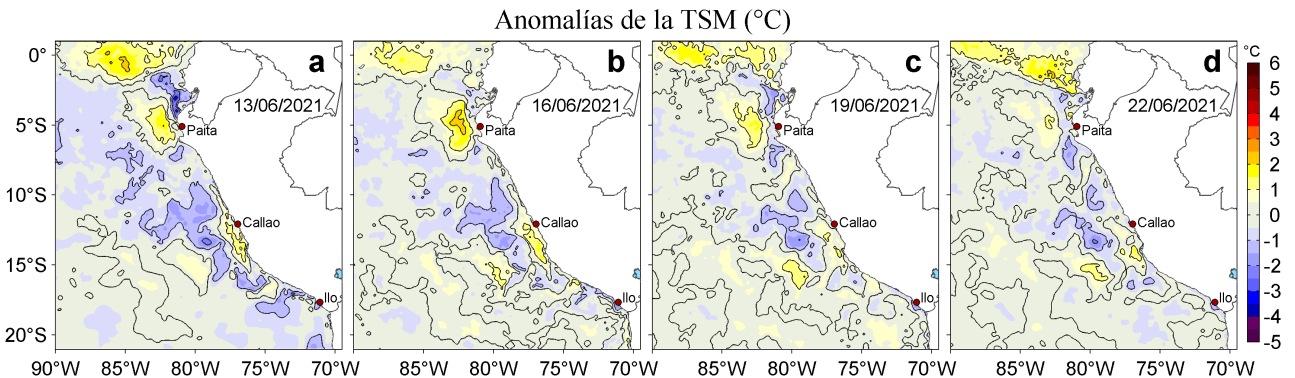 Anomalías de la TSM (°C)
a
b
c
d
13/06/2021
16/06/2021
19/06/2021
22/06/2021
Paita
Paita
Paita
Paita
Callao
Callao
Callao
Callao
Ilo
Ilo
Ilo
Ilo
0°
5°S
10°S
15°S
20°S
90°W 85°W 80°W 75°W 70°W
85°W 80°W 75°W 70°W
85°W 80°W 75°W 70°W
85°W 80°W 75°W 70°W
°C
6
5
4
3
2
1
0
-1
-2
-3
-4
-5